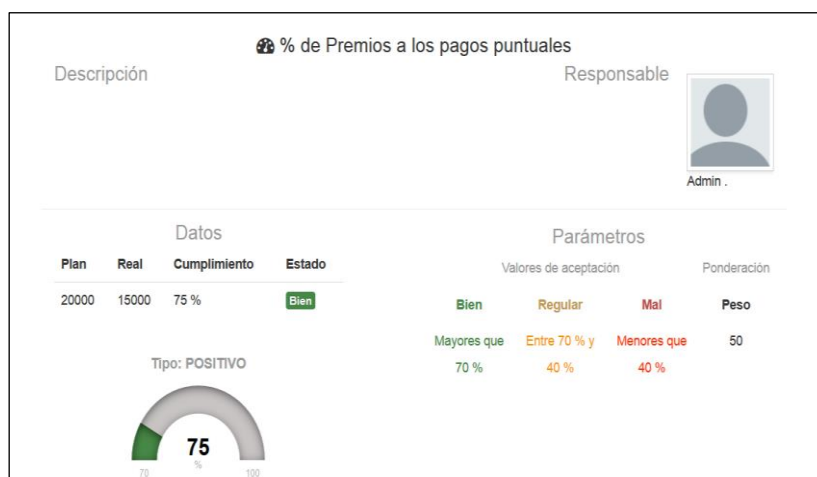 % de Premios a los pagos puntuales
Descripción
Responsable
Admin .
Datos
Plan Real Cumplimiento Estado
20000 15000 75 % Bien
Tipo: POSITIVO
75
%
70 100
Parámetros
Valores de aceptación Ponderación
Bien Regular Mal Peso
Mayores que Entre 70 % y Menores que 50
70 % 40 % 40 %